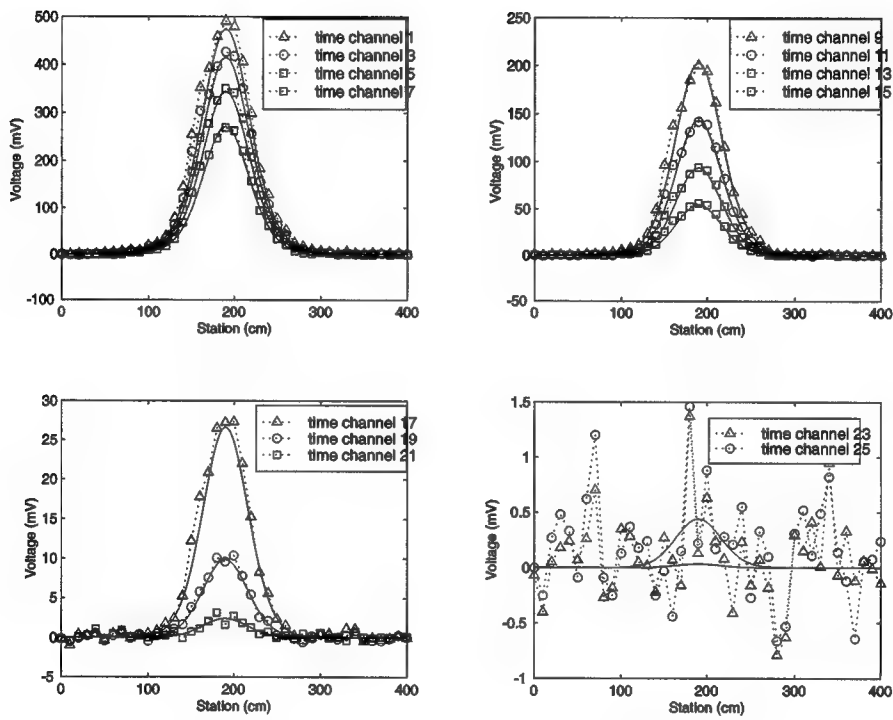 500
400
300
200
100
0
-100
Voltage (mV)
0
100
200
300
400
Station (cm)
time channel 1
time channel 3
time channel 5
time channel 7
250
200
150
100
50
0
-50
Voltage (mV)
0
100
200
300
400
Station (cm)
time channel 9
time channel 11
time channel 13
time channel 15
30
25
20
15
10
5
0
-5
Voltage (mV)
0
100
200
300
400
Station (cm)
time channel 17
time channel 19
time channel 21
1.5
1
0.5
0
-0.5
-1
Voltage (mV)
0
100
200
300
400
Station (cm)
time channel 23
time channel 25